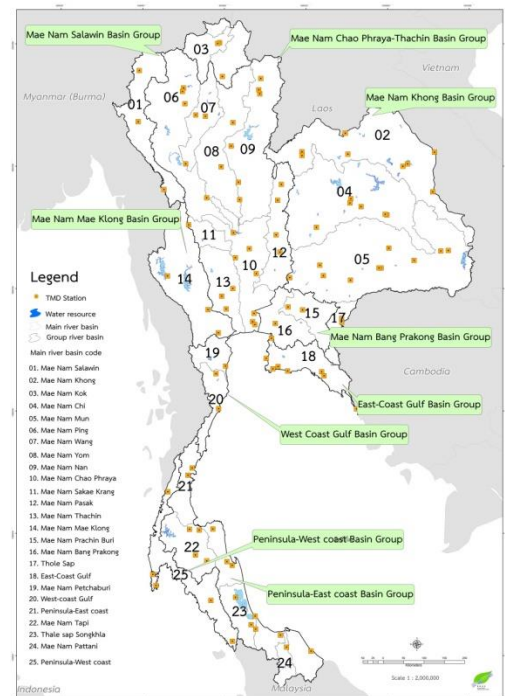 Mae Nam Salawin Basin Group
Mae Nam Chao Phraya-Thachin Basin Group
Vietnam
Myanmar (Burma)
Laos
Mae Nam Khong Basin Group
03
01
06
07
02
08
09
04
Mae Nam Mae Klong Basin Group
11
12
10
05
14
13
15
17
16
Mae Nam Bang Prakong Basin Group
18
19
Cambodia
East-Coast Gulf Basin Group
20
West Coast Gulf Basin Group
21
22
Peninsula-West coast Basin Group
25
Peninsula-East coast Basin Group
23
24
Legend
TMD Station
Water resource
Main river basin
Group river basin
Main river basin code
01. Mae Nam Salawin
02. Mae Nam Khong
03. Mae Nam Kok
04. Mae Nam Chi
05. Mae Nam Mun
06. Mae Nam Ping
07. Mae Nam Wang
08. Mae Nam Yom
09. Mae Nam Nan
10. Mae Nam Chao Phraya
11. Mae Nam Sakae Krang
12. Mae Nam Pasak
13. Mae Nam Thachin
14. Mae Nam Mae Klong
15. Mae Nam Prachin Buri
16. Mae Nam Bang Prakong
17. Thole Sap
18. East-Coast Gulf
19. Mae Nam Petchaburi
20. West-coast Gulf
21. Peninsula-East coast
22. Mae Nam Tapi
23. Thale sap Songkhla
24. Mae Nam Pattani
25. Peninsula-West coast
Scale 1 : 2,000,000
Indonesia
Malaysia